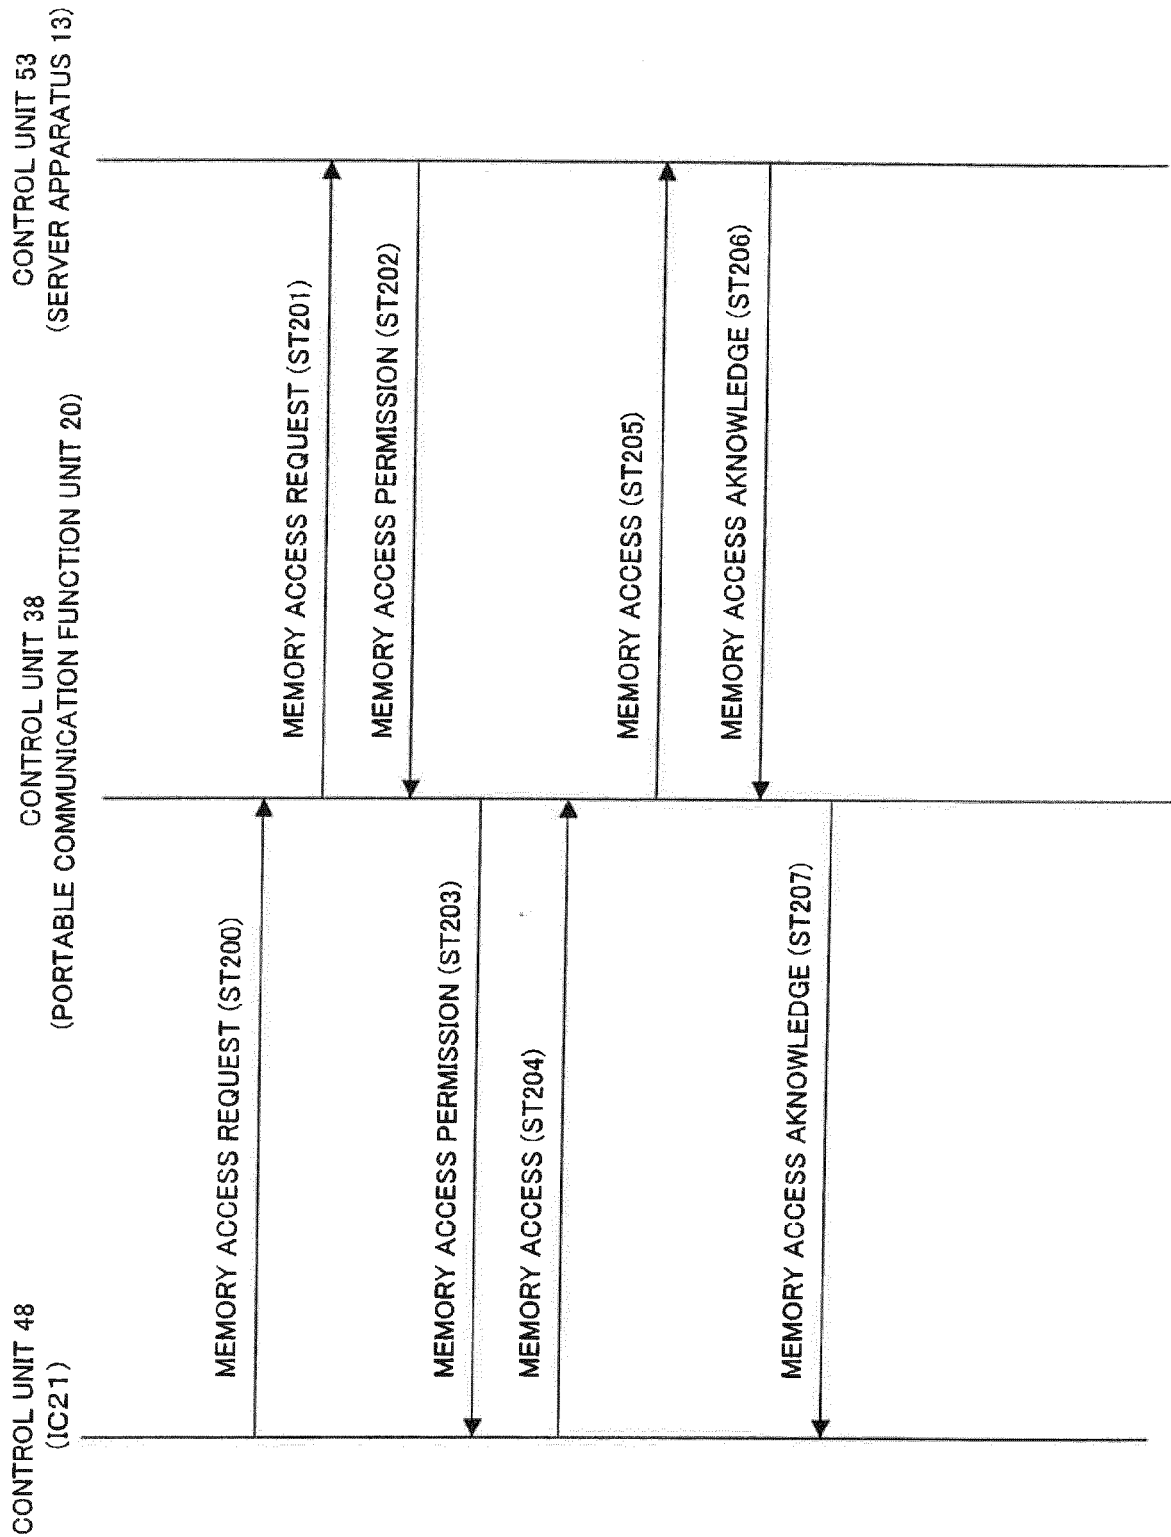 CONTROL UNIT 48
(IC21)
CONTROL UNIT 38
(PORTABLE COMMUNICATION FUNCTION UNIT 20)
CONTROL UNIT 53
(SERVER APPARATUS 13)
MEMORY ACCESS REQUEST (ST200)
MEMORY ACCESS REQUEST (ST201)
MEMORY ACCESS PERMISSION (ST202)
MEMORY ACCESS PERMISSION (ST203)
MEMORY ACCESS (ST204)
MEMORY ACCESS (ST205)
MEMORY ACCESS AKNOWLEDGE (ST206)
MEMORY ACCESS AKNOWLEDGE (ST207)